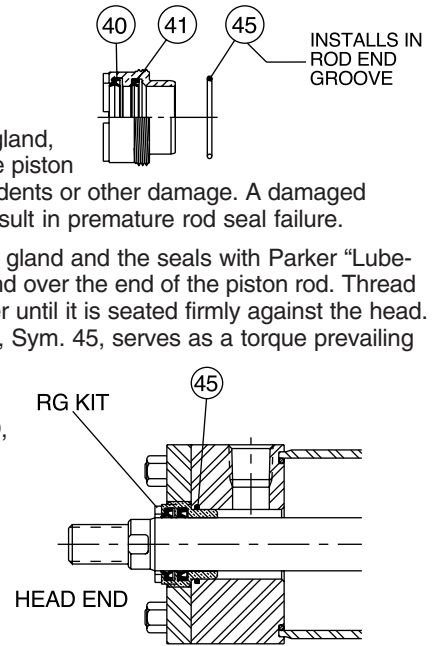 40
41
45
INSTALLS IN
ROD END
GROOVE
gland,
piston
dents or other damage. A damaged
sult in premature rod seal failure.
gland and the seals with Parker “Lube-
over the end of the piston rod. Thread
until it is seated firmly against the head.
, Sym. 45, serves as a torque prevailing
45
RG KIT
HEAD END